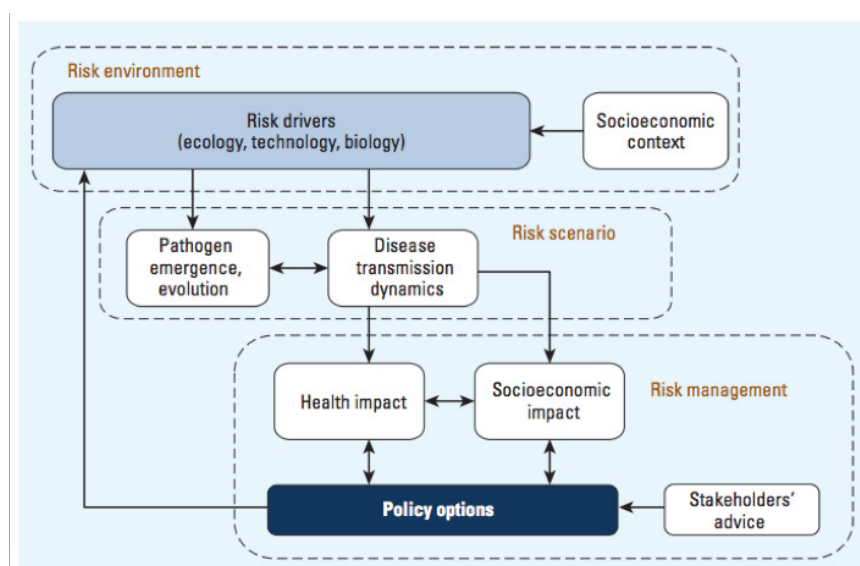 Risk environment
Risk drivers
(ecology, technology, biology)
Socioeconomic
context
Risk scenario
Pathogen
emergence,
evolution
Disease
transmission
dynamics
Health impact
Socioeconomic
impact
Risk management
Policy options
Stakeholders’
advice